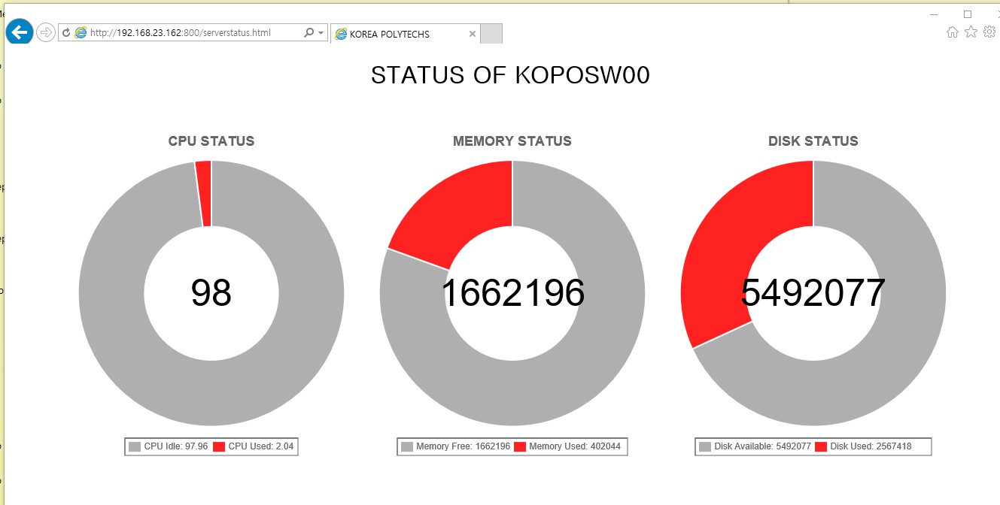 http://192.168.23.162:800/serverstatus.html
KOREA POLYTECHS
STATUS OF KOPOSW00
CPU STATUS
MEMORY STATUS
DISK STATUS
98
1662196
5492077
CPU Idle: 97.96 CPU Used: 2.04
Memory Free: 1662196 Memory Used: 402044
Disk Available: 5492077 Disk Used: 2567418